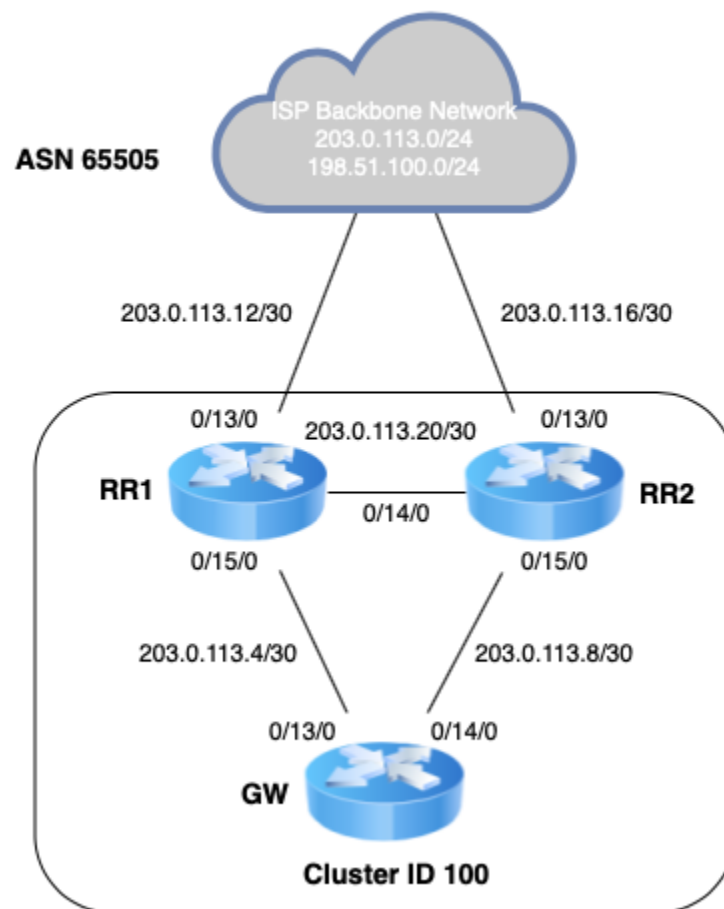 ISP Backbone Network
203.0.113.0/24
198.51.100.0/24
ASN 65505
203.0.113.12/30
203.0.113.16/30
0/13/0
0/13/0
203.0.113.20/30
RR1
RR2
0/14/0
0/15/0
0/15/0
203.0.113.4/30
203.0.113.8/30
0/13/0
0/14/0
GW
Cluster ID 100